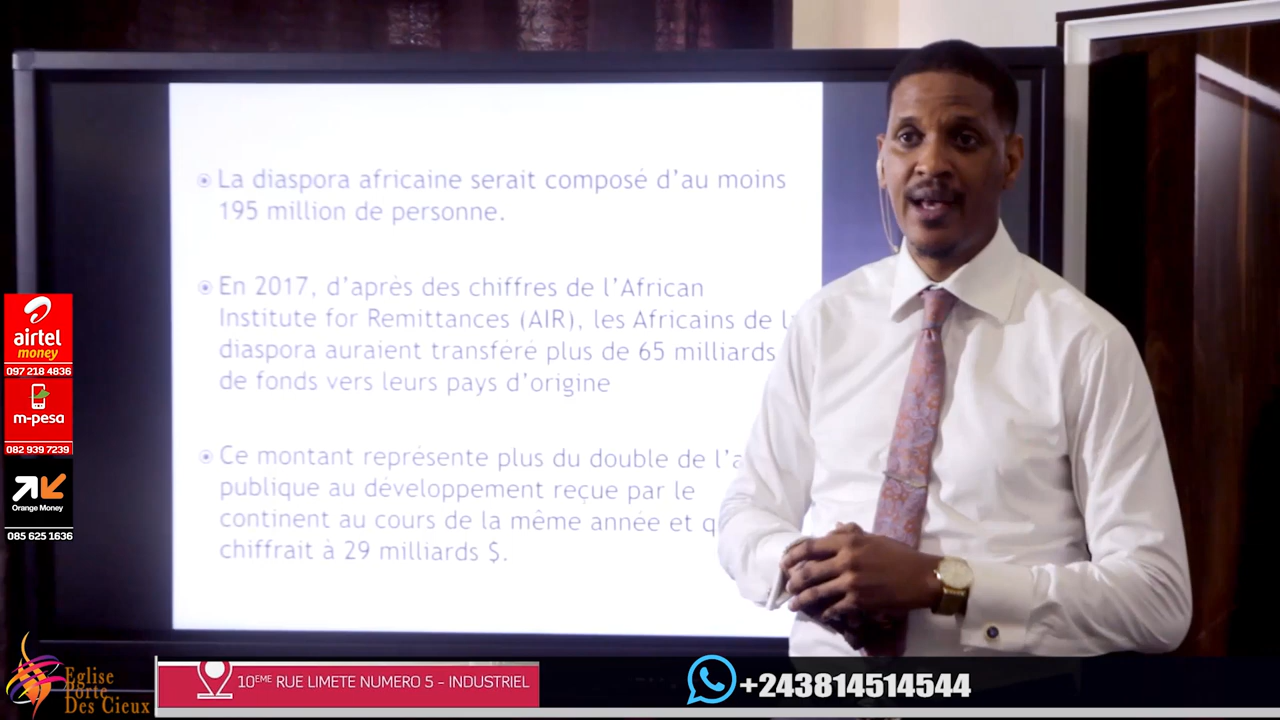 La diaspora africaine serait composé d'au moins
195 million de personne.
En 2017, d'après des chiffres de l'African
Institute for Remittances (AIR), les Africains de
diaspora auraient transféré plus de 65 milliards
de fonds vers leurs pays d'origine
Ce montant représente plus du double de
publique au développement reçue par le
continent au cours de la même année et
chiffrait à 29 milliards $.
airtel
money
097 218 4836
m-pesa
082 939 7239
Orange Money
085 625 1636
Eglise
Porte
Des Cieux
10EME RUE LIMETE NUMERO 5 - INDUSTRIEL
+243814514544